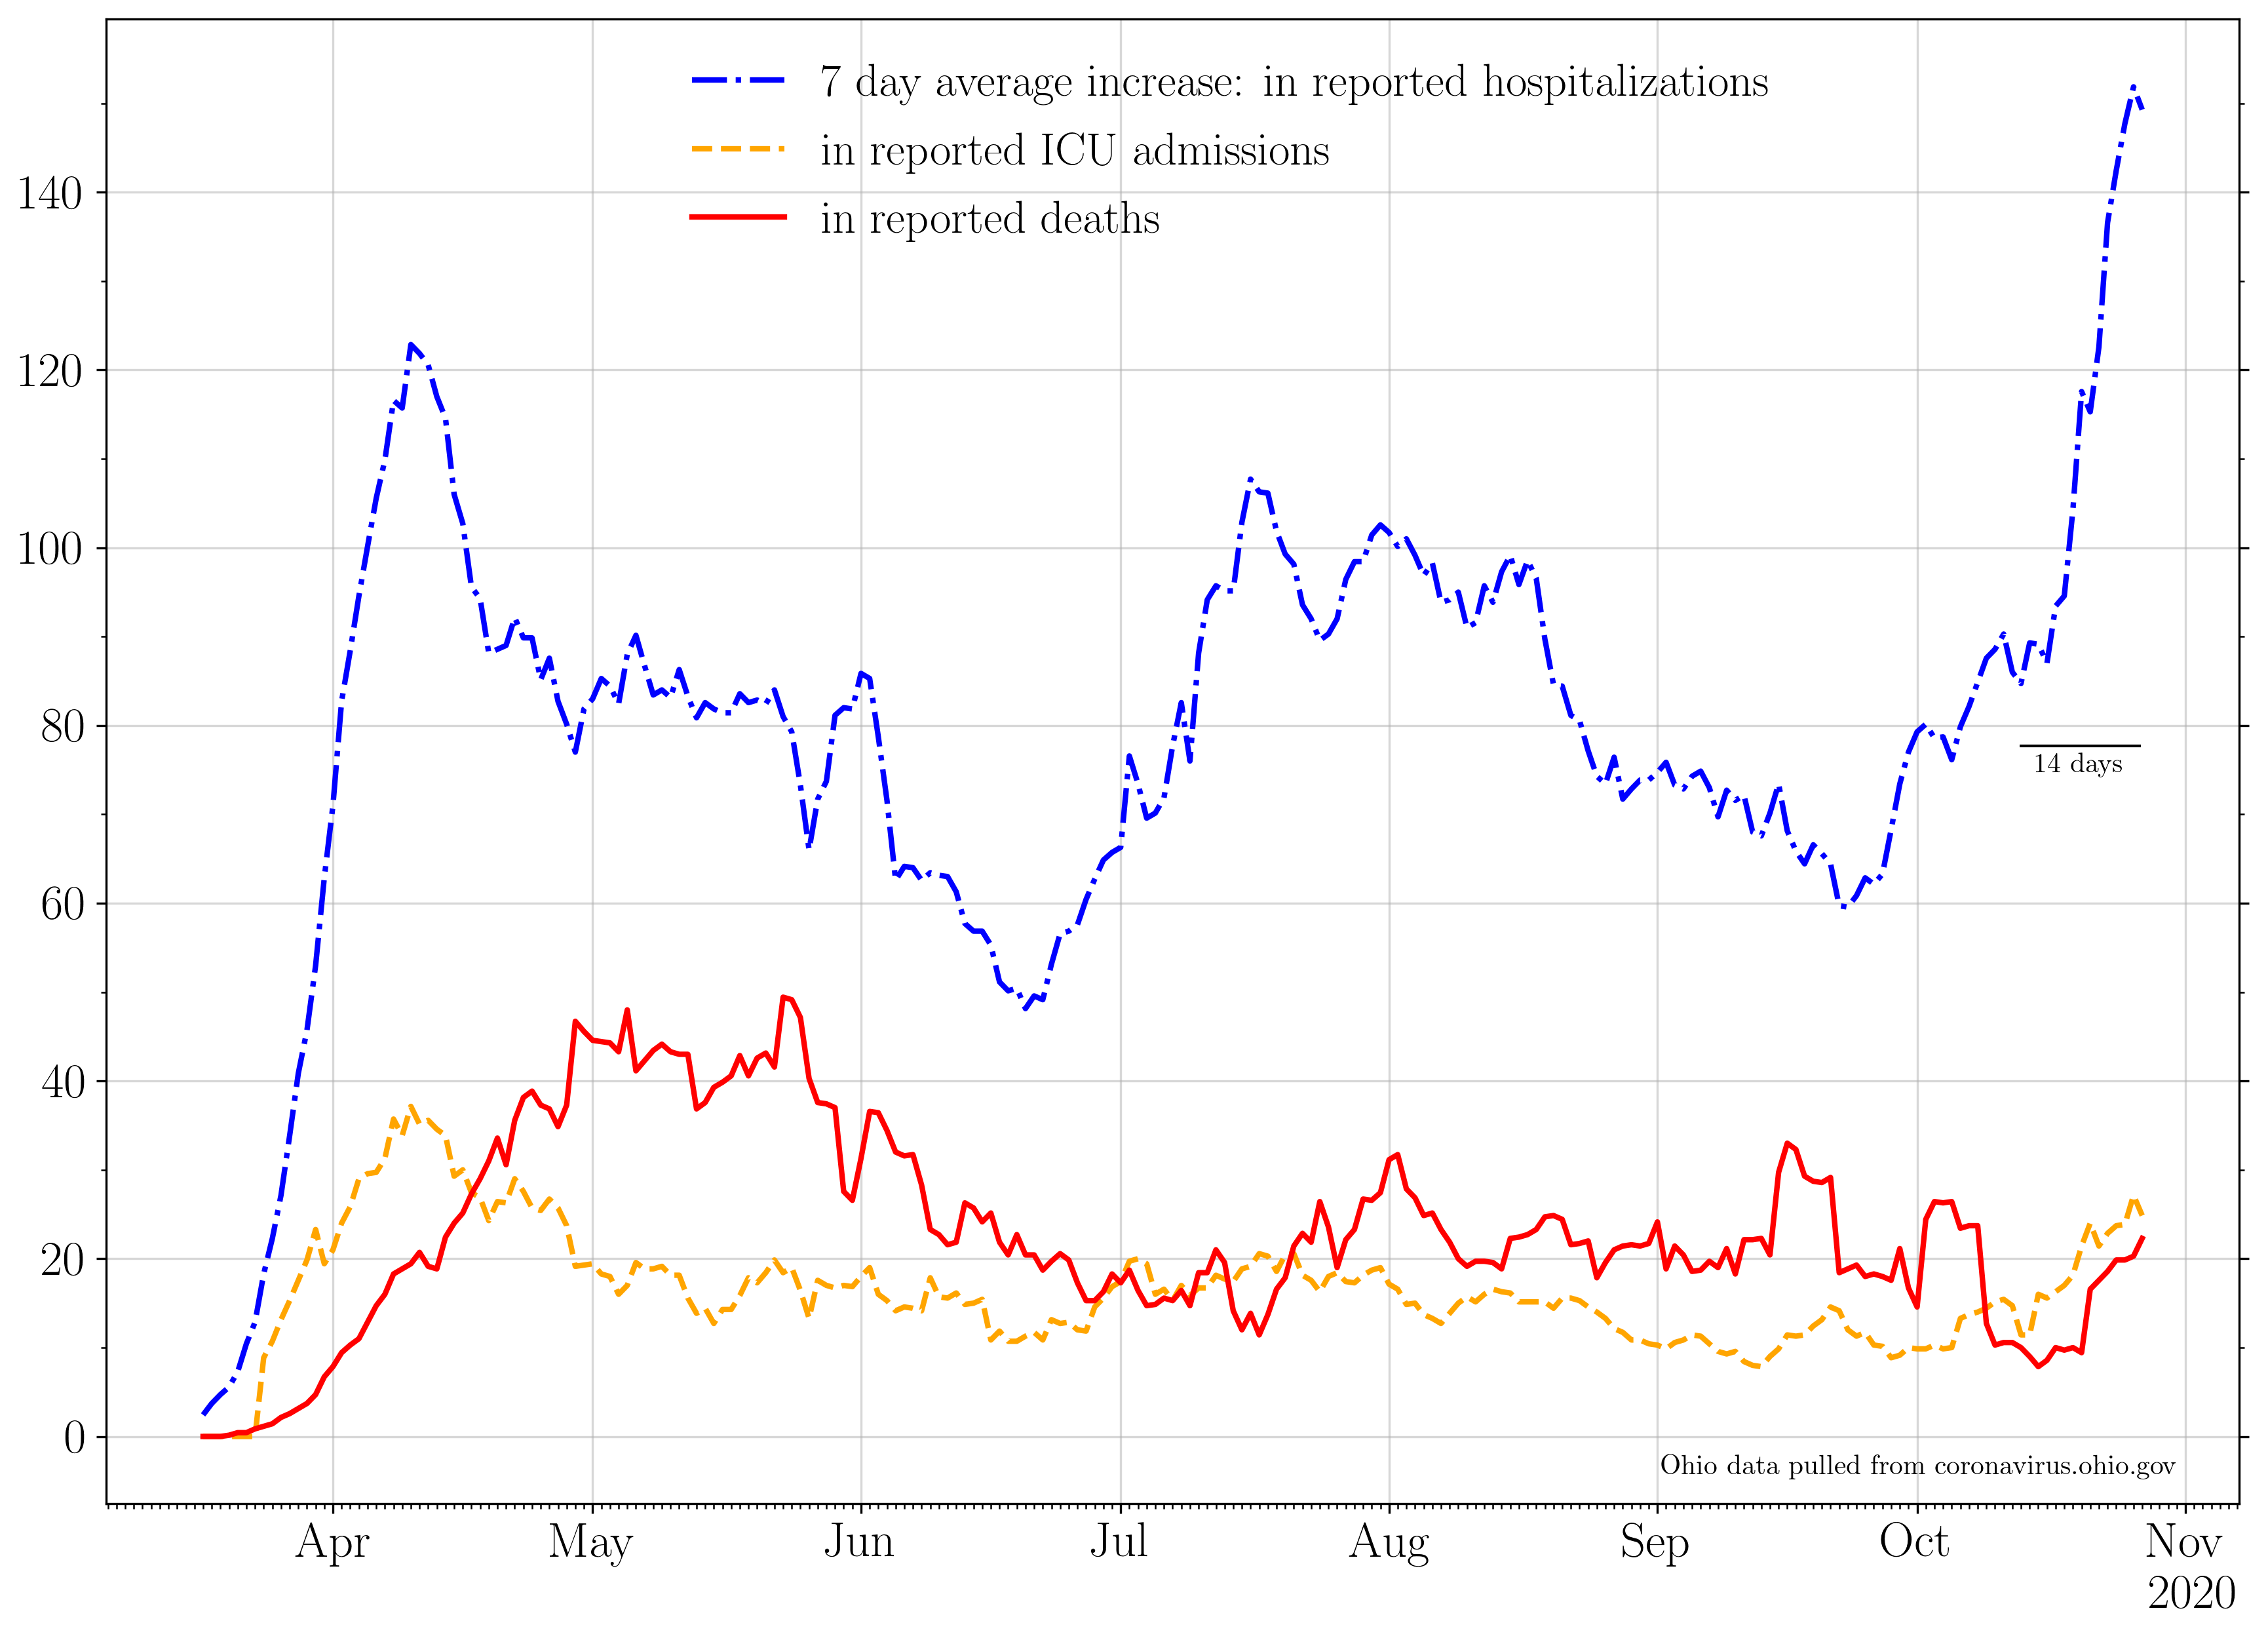 7 day average increase: in reported hospitalizations
in reported ICU admissions
in reported deaths
140
120
100
80
60
40
20
0
14 days
Ohio data pulled from coronavirus.ohio.gov
Apr May Jun Jul Aug Sep Oct Nov
2020